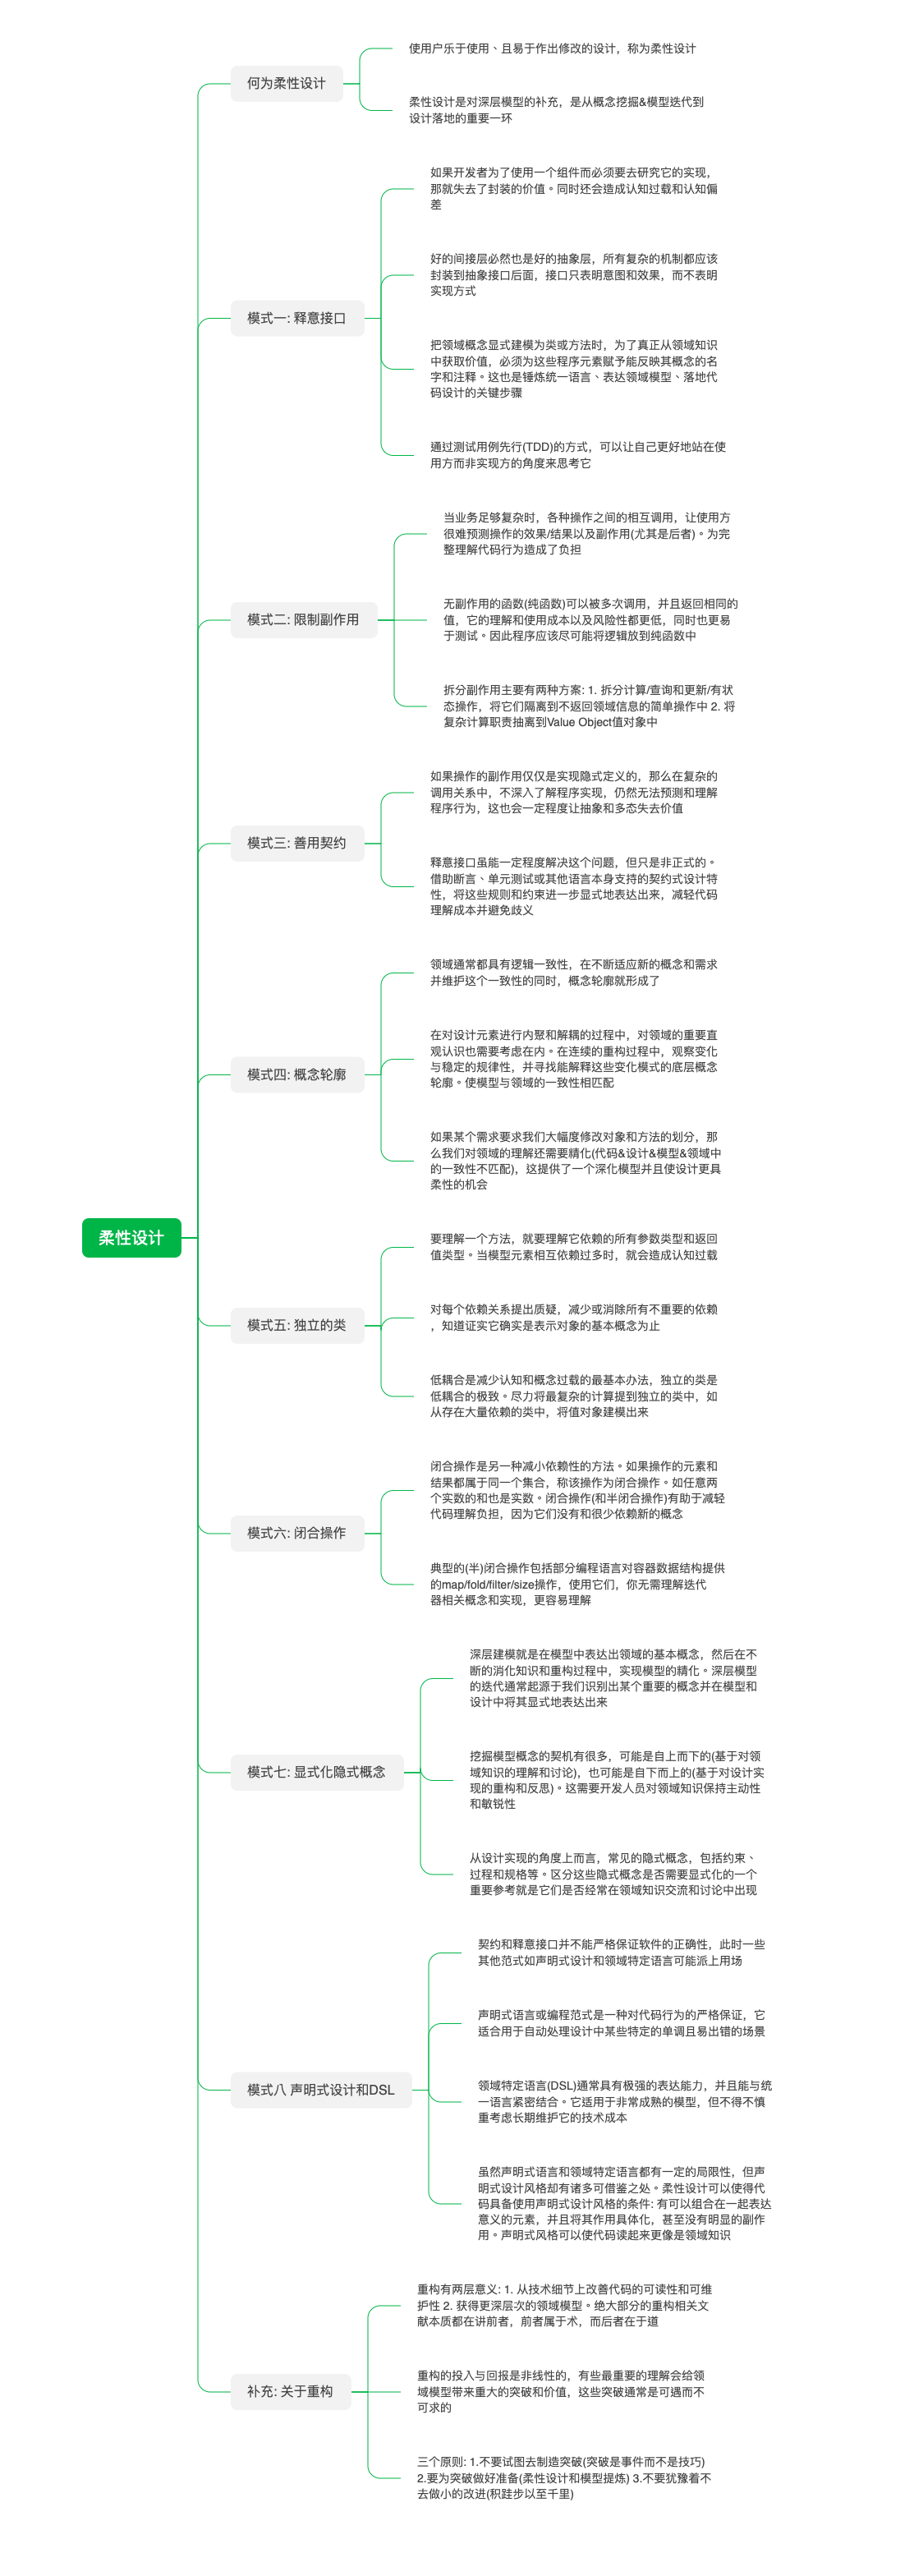 柔性设计
何为柔性设计
使用户乐于使用、且易于作出修改的设计，称为柔性设计
柔性设计是对深层模型的补充，是从概念挖掘&模型迭代到
设计落地的重要一环
模式一: 释意接口
如果开发者为了使用一个组件而必须要去研究它的实现，
那就失去了封装的价值。同时还会造成认知过载和认知偏
差
好的间接层必然也是好的抽象层，所有复杂的机制都应该
封装到抽象接口后面，接口只表明意图和效果，而不表明
实现方式
把领域概念显式建模为类或方法时，为了真正从领域知识
中获取价值，必须为这些程序元素赋予能反映其概念的名
字和注释。这也是锤炼统一语言、表达领域模型、落地代
码设计的关键步骤
通过测试用例先行(TDD)的方式，可以让自己更好地站在使
用方而非实现方的角度来思考它
模式二: 限制副作用
当业务足够复杂时，各种操作之间的相互调用，让使用方
很难预测操作的效果/结果以及副作用(尤其是后者)。为完
整理解代码行为造成了负担
无副作用的函数(纯函数)可以被多次调用，并且返回相同的
值，它的理解和使用成本以及风险性都更低，同时也更易
于测试。因此程序应该尽可能将逻辑放到纯函数中
拆分副作用主要有两种方案: 1. 拆分计算/查询和更新/有状
态操作，将它们隔离到不返回领域信息的简单操作中 2. 将
复杂计算职责抽离到Value Object值对象中
模式三: 善用契约
如果操作的副作用仅仅是实现隐式定义的，那么在复杂的
调用关系中，不深入了解程序实现，仍然无法预测和理解
程序行为，这也会一定程度让抽象和多态失去价值
释意接口虽能一定程度解决这个问题，但只是非正式的。
借助断言、单元测试或其他语言本身支持的契约式设计特
性，将这些规则和约束进一步显式地表达出来，减轻代码
理解成本并避免歧义
模式四: 概念轮廓
领域通常都具有逻辑一致性，在不断适应新的概念和需求
并维护这个一致性的同时，概念轮廓就形成了
在对设计元素进行内聚和解耦的过程中，对领域的重要直
观认识也需要考虑在内。在连续的重构过程中，观察变化
与稳定的规律性，并寻找能解释这些变化模式的底层概念
轮廓。使模型与领域的一致性相匹配
如果某个需求要求我们大幅度修改对象和方法的划分，那
么我们对领域的理解还需要精化(代码&设计&模型&领域中
的一致性不匹配)，这提供了一个深化模型并且使设计更具
柔性的机会
模式五: 独立的类
要理解一个方法，就要理解它依赖的所有参数类型和返回
值类型。当模型元素相互依赖过多时，就会造成认知过载
对每个依赖关系提出质疑，减少或消除所有不重要的依赖
，知道证实它确实是表示对象的基本概念为止
低耦合是减少认知和概念过载的最基本办法，独立的类是
低耦合的极致。尽力将最复杂的计算提到独立的类中，如
从存在大量依赖的类中，将值对象建模出来
模式六: 闭合操作
闭合操作是另一种减小依赖性的方法。如果操作的元素和
结果都属于同一个集合，称该操作为闭合操作。如任意两
个实数的和也是实数。闭合操作(和半闭合操作)有助于减轻
代码理解负担，因为它们没有和很少依赖新的概念
典型的(半)闭合操作包括部分编程语言对容器数据结构提供
的map/fold/filter/size操作，使用它们，你无需理解迭代
器相关概念和实现，更容易理解
模式七: 显式化隐式概念
深层建模就是在模型中表达出领域的基本概念，然后在不
断的消化知识和重构过程中，实现模型的精化。深层模型
的迭代通常起源于我们识别出某个重要的概念并在模型和
设计中将其显式地表达出来
挖掘模型概念的契机有很多，可能是自上而下的(基于对领
域知识的理解和讨论)，也可能是自下而上的(基于对设计实
现的重构和反思)。这需要开发人员对领域知识保持主动性
和敏锐性
从设计实现的角度上而言，常见的隐式概念，包括约束、
过程和规格等。区分这些隐式概念是否需要显式化的一个
重要参考就是它们是否经常在领域知识交流和讨论中出现
模式八 声明式设计和DSL
契约和释意接口并不能严格保证软件的正确性，此时一些
其他范式如声明式设计和领域特定语言可能派上用场
声明式语言或编程范式是一种对代码行为的严格保证，它
适合用于自动处理设计中某些特定的单调且易出错的场景
领域特定语言(DSL)通常具有极强的表达能力，并且能与统
一语言紧密结合。它适用于非常成熟的模型，但不得不慎
重考虑长期维护它的技术成本
虽然声明式语言和领域特定语言都有一定的局限性，但声
明式设计风格却有诸多可借鉴之处。柔性设计可以使得代
码具备使用声明式设计风格的条件: 有可以组合在一起表达
意义的元素，并且将其作用具体化，甚至没有明显的副作
用。声明式风格可以使代码读起来更像是领域知识
补充: 关于重构
重构有两层意义: 1. 从技术细节上改善代码的可读性和可维
护性 2. 获得更深层次的领域模型。绝大部分的重构相关文
献本质都在讲前者，前者属于术，而后者在于道
重构的投入与回报是非线性的，有些最重要的理解会给领
域模型带来重大的突破和价值，这些突破通常是可遇而不
可求的
三个原则: 1.不要试图去制造突破(突破是事件而不是技巧)
2.要为突破做好准备(柔性设计和模型提炼) 3.不要犹豫着不
去做小的改进(积跬步以至千里)